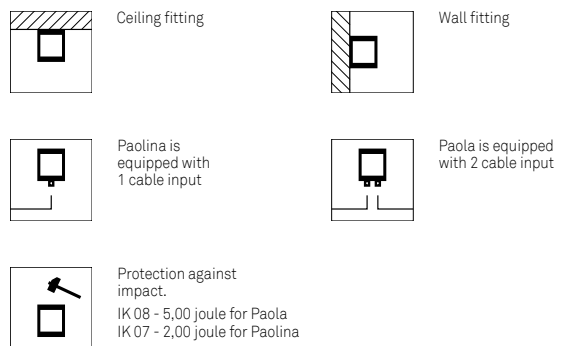 Ceiling fitting
Wall fitting
Paolina is
equipped with
1 cable input
Paola is equipped
with 2 cable input
Protection against
impact.
IK 08 - 5,00 joule for Paola
IK 07 - 2,00 joule for Paolina